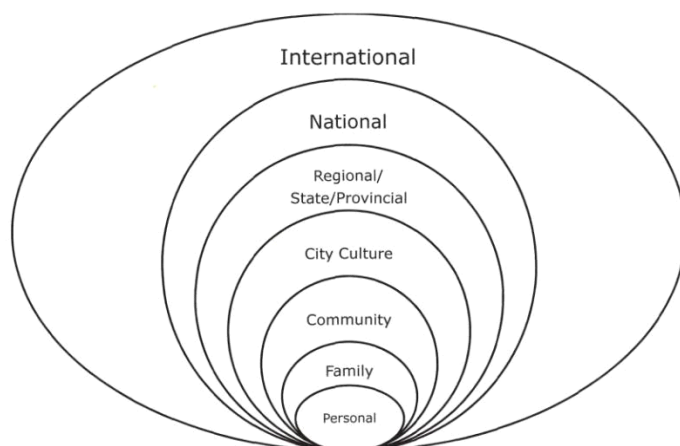 International
National
Regional/
State/Provincial
City Culture
Community
Family
Personal